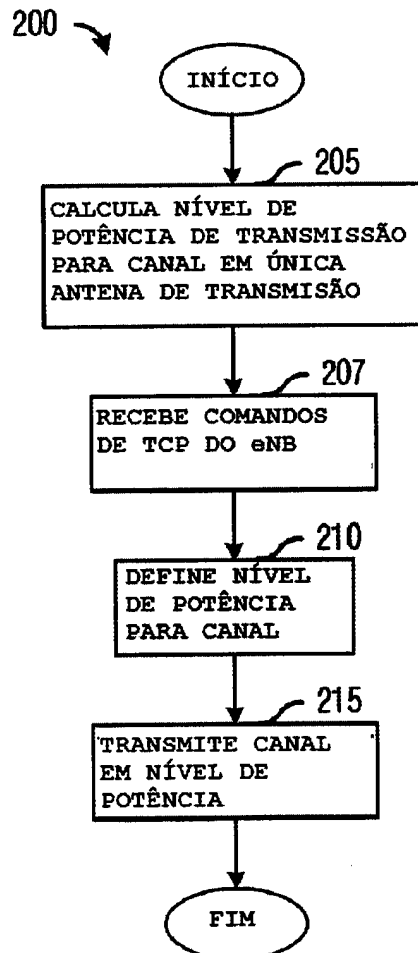 200
INÍCIO
205
CALCULA NÍVEL DE
POTÊNCIA DE TRANSMISSÃO
PARA CANAL EM ÚNICA
ANTENA DE TRANSMISÃO
207
RECEBE COMANDOS
DE TCP DO eNB
210
DEFINE NÍVEL
DE POTÊNCIA
PARA CANAL
215
TRANSMITE CANAL
EM NÍVEL DE
POTÊNCIA
FIM